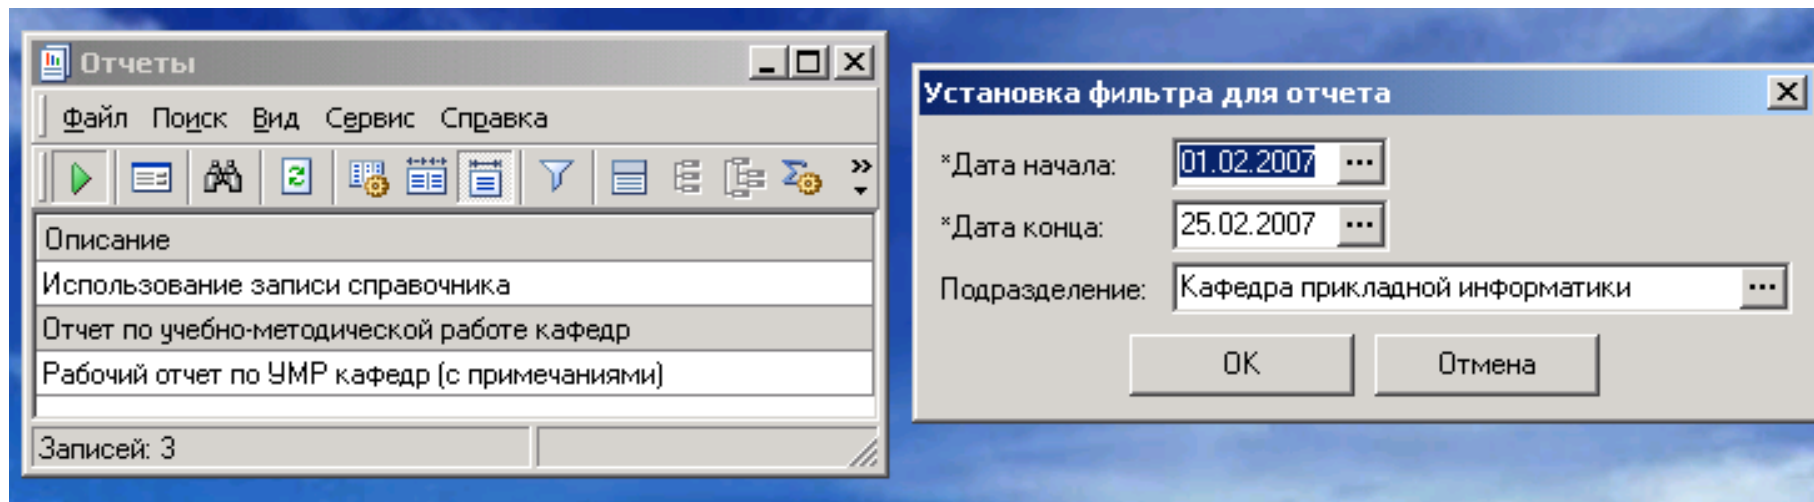 Отчеты
Файл Поиск Вид Сервис Справка
Описание
Использование записи справочника
Отчет по учебно-методической работе кафедр
Рабочий отчет по УМР кафедр (с примечаниями)
Записей: 3
Установка фильтра для отчета
*Дата начала: 01.02.2007 ...
*Дата конца: 25.02.2007 ...
Подразделение: Кафедра прикладной информатики ...
OK Отмена